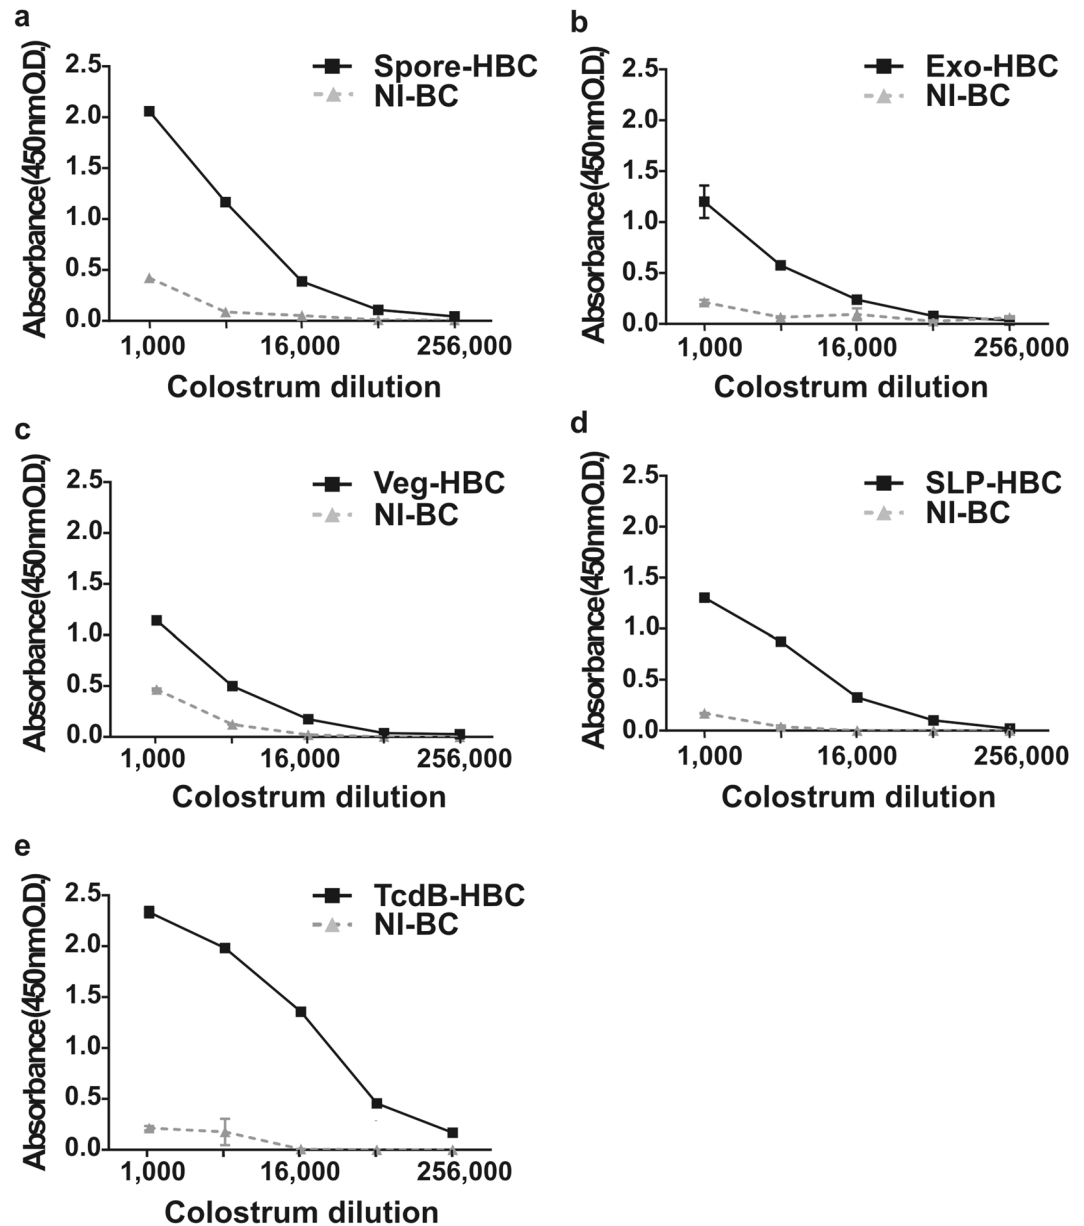 a
Absorbance(450nmO.D.)
2.5
2.0
1.5
1.0
0.5
0.0
Spore-HBC
NI-BC
1,000 16,000 256,000
Colostrum dilution
b
Absorbance(450nmO.D.)
2.5
2.0
1.5
1.0
0.5
0.0
Exo-HBC
NI-BC
1,000 16,000 256,000
Colostrum dilution
c
Absorbance(450nmO.D.)
2.5
2.0
1.5
1.0
0.5
0.0
Veg-HBC
NI-BC
1,000 16,000 256,000
Colostrum dilution
d
Absorbance(450nmO.D.)
2.5
2.0
1.5
1.0
0.5
0.0
SLP-HBC
NI-BC
1,000 16,000 256,000
Colostrum dilution
e
Absorbance(450nmO.D.)
2.5
2.0
1.5
1.0
0.5
0.0
TcdB-HBC
NI-BC
1,000 16,000 256,000
Colostrum dilution